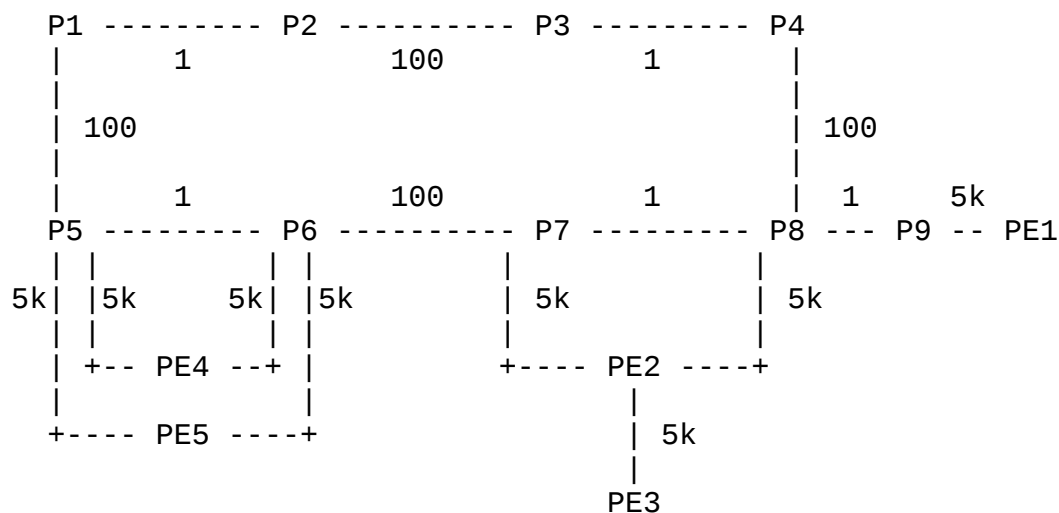 P1 --------- P2 ---------- P3 --------- P4
|      1           100           1      |
|                                       |
| 100                                   | 100
|                                       |
|      1           100           1      |  1    5k
P5 --------- P6 ---------- P7 --------- P8 --- P9 -- PE1
| |         | |           |             |
5k| |5k     5k| |5k         | 5k          | 5k
| |         | |           |             |
| +-- PE4 --+ |           +---- PE2 ----+
|             |                  |
+---- PE5 ----+                  | 5k
|
PE3